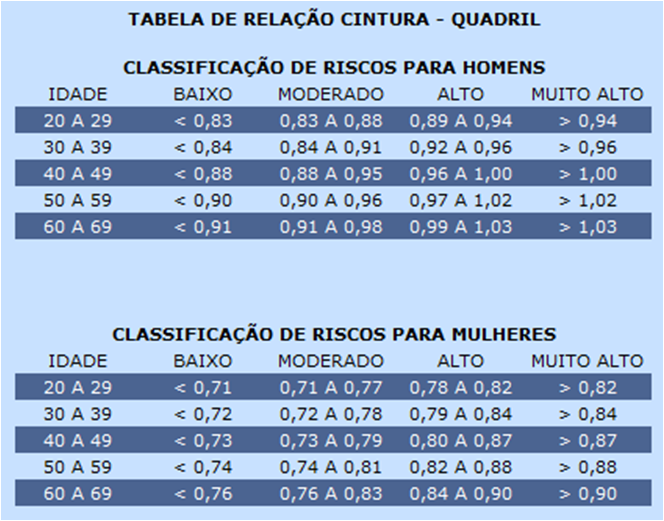 TABELA DE RELAÇÃO CINTURA - QUADRIL
CLASSIFICAÇÃO DE RISCOS PARA HOMENS
IDADE BAIXO MODERADO ALTO MUITO ALTO
20 A 29 < 0,83 0,83 A 0,88 0,89 A 0,94 > 0,94
30 A 39 < 0,84 0,84 A 0,91 0,92 A 0,96 > 0,96
40 A 49 < 0,88 0,88 A 0,95 0,96 A 1,00 > 1,00
50 A 59 < 0,90 0,90 A 0,96 0,97 A 1,02 > 1,02
60 A 69 < 0,91 0,91 A 0,98 0,99 A 1,03 > 1,03
CLASSIFICAÇÃO DE RISCOS PARA MULHERES
IDADE BAIXO MODERADO ALTO MUITO ALTO
20 A 29 < 0,71 0,71 A 0,77 0,78 A 0,82 > 0,82
30 A 39 < 0,72 0,72 A 0,78 0,79 A 0,84 > 0,84
40 A 49 < 0,73 0,73 A 0,79 0,80 A 0,87 > 0,87
50 A 59 < 0,74 0,74 A 0,81 0,82 A 0,88 > 0,88
60 A 69 < 0,76 0,76 A 0,83 0,84 A 0,90 > 0,90